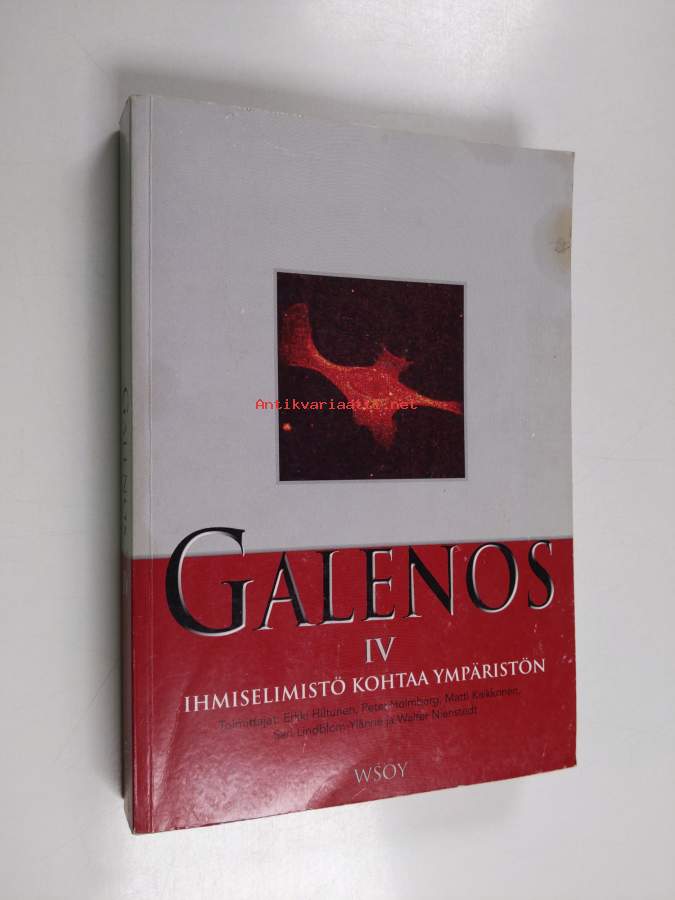 Antikvariaatti.net
GALENOS
IV
IHMISELIMISTÖ KOHTAA YMPÄRISTÖN
Toimittajat: Erkki Hiltunen, Peter Holmberg, Matti Kaikkonen,
Sari Lindblom-Ylänne ja Walter Nienstedt
WSOY
GALENOS